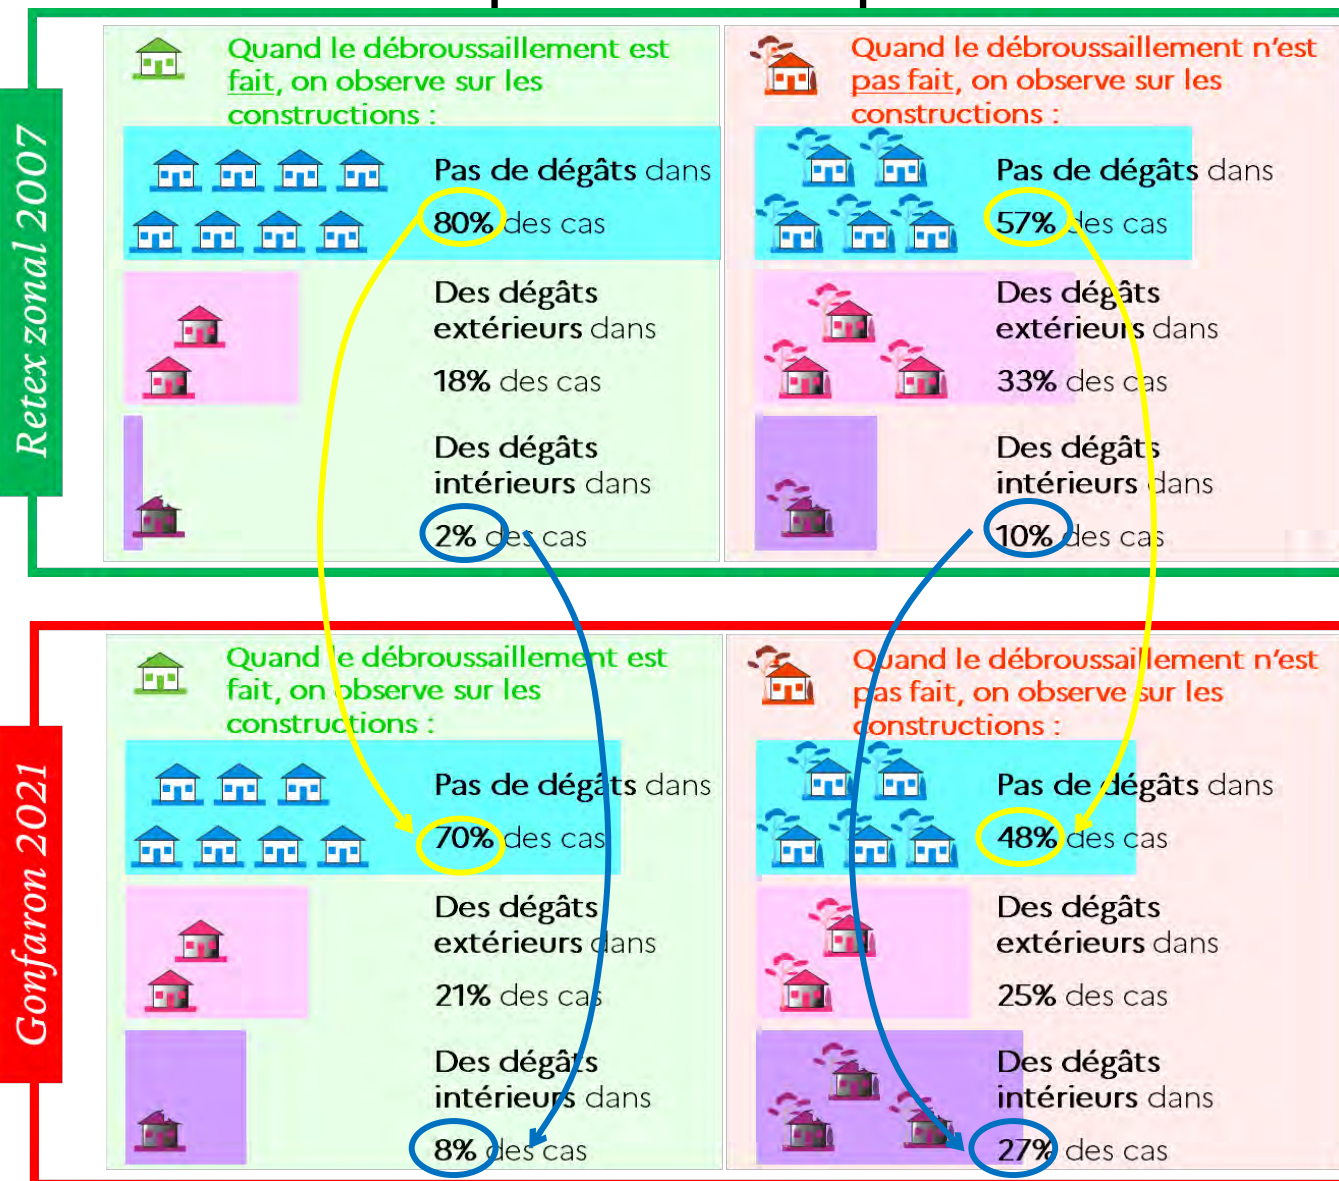 Retex zonal 2007
Quand le débroussaillement est
fait, on observe sur les
constructions :
Pas de dégâts dans
80% des cas
Des dégâts
extérieurs dans
18% des cas
Des dégâts
intérieurs dans
2% des cas
Quand le débroussaillement n’est
pas fait, on observe sur les
constructions :
Pas de dégâts dans
57% des cas
Des dégâts
extérieurs dans
33% des cas
Des dégâts
intérieurs dans
10% des cas
Gonfaron 2021
Quand le débroussaillement est
fait, on observe sur les
constructions :
Pas de dégâts dans
70% des cas
Des dégâts
extérieurs dans
21% des cas
Des dégâts
intérieurs dans
8% des cas
Quand le débroussaillement n’est
pas fait, on observe sur les
constructions :
Pas de dégâts dans
48% des cas
Des dégâts
extérieurs dans
25% des cas
Des dégâts
intérieurs dans
27% des cas